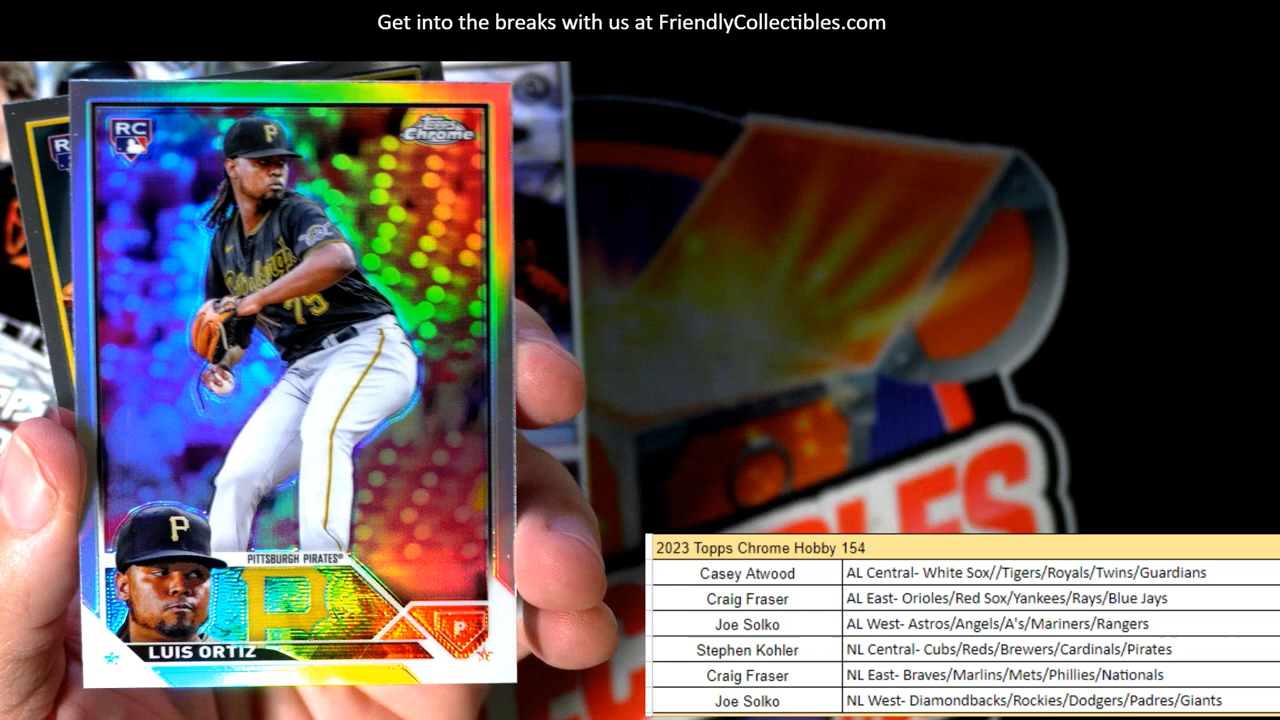 Get into the breaks with us at FriendlyCollectibles.com
RC
Topps
Chrome
R
Pittsburgh
75
P
P
PITTSBURGH PIRATES®
P
P
LUIS ORTIZ
2023 Topps Chrome Hobby 154
Casey Atwood AL Central- White Sox//Tigers/Royals/Twins/Guardians
Craig Fraser AL East- Orioles/Red Sox/Yankees/Rays/Blue Jays
Joe Solko AL West- Astros/Angels/A's/Mariners/Rangers
Stephen Kohler NL Central- Cubs/Reds/Brewers/Cardinals/Pirates
Craig Fraser NL East- Braves/Marlins/Mets/Phillies/Nationals
Joe Solko NL West- Diamondbacks/Rockies/Dodgers/Padres/Giants